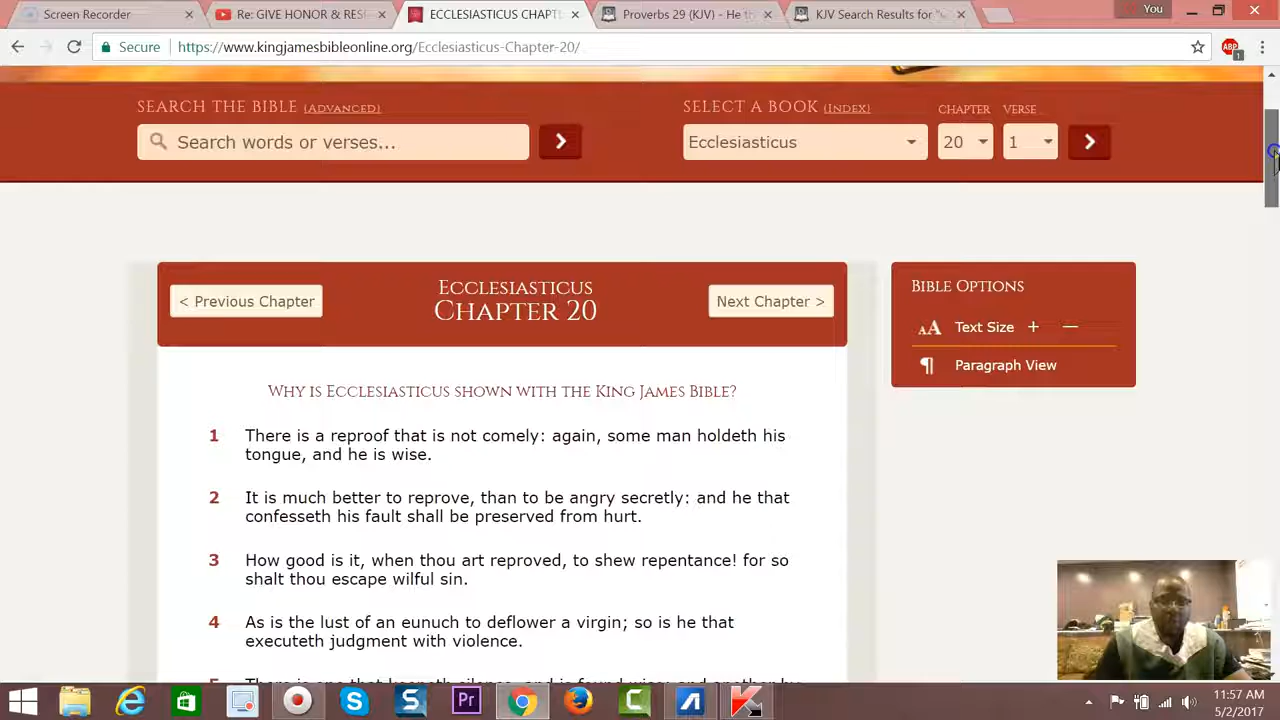 Screen Recorder
Re: GIVE HONOR & RES
ECCLESIASTICUS CHAPT
Proverbs 29 (KJV) - He th
KJV Search Results for "
You
Secure
https://www.kingjamesbibleonline.org/Ecclesiasticus-Chapter-20/
ABP
1
SEARCH THE BIBLE (ADVANCED)
SELECT A BOOK (INDEX)
CHAPTER
VERSE
Search words or verses...
Ecclesiasticus
20
1
< Previous Chapter
ECCLESIASTICUS
CHAPTER 20
Next Chapter >
BIBLE OPTIONS
AA Text Size + —
¶ Paragraph View
WHY IS ECCLESIASTICUS SHOWN WITH THE KING JAMES BIBLE?
1 There is a reproof that is not comely: again, some man holdeth his
tongue, and he is wise.
2 It is much better to reprove, than to be angry secretly: and he that
confesseth his fault shall be preserved from hurt.
3 How good is it, when thou art reproved, to shew repentance! for so
shalt thou escape wilful sin.
4 As is the lust of an eunuch to deflower a virgin; so is he that
executeth judgment with violence.
Pr
11:57 AM
5/2/2017